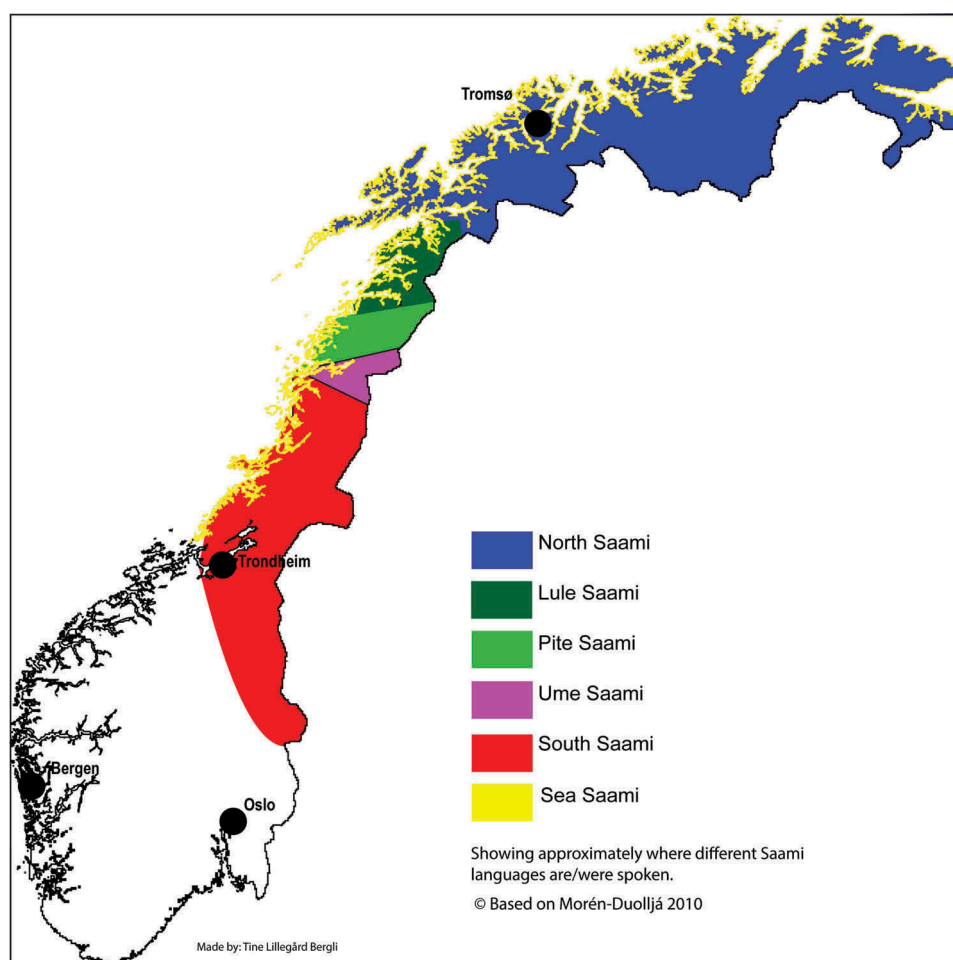 Tromsø
Trondheim
Bergen
Oslo
North Saami
Lule Saami
Pite Saami
Ume Saami
South Saami
Sea Saami
Showing approximately where different Saami
languages are/were spoken.
© Based on Morén-Duolljá 2010
Made by: Tine Lillegård Bergli